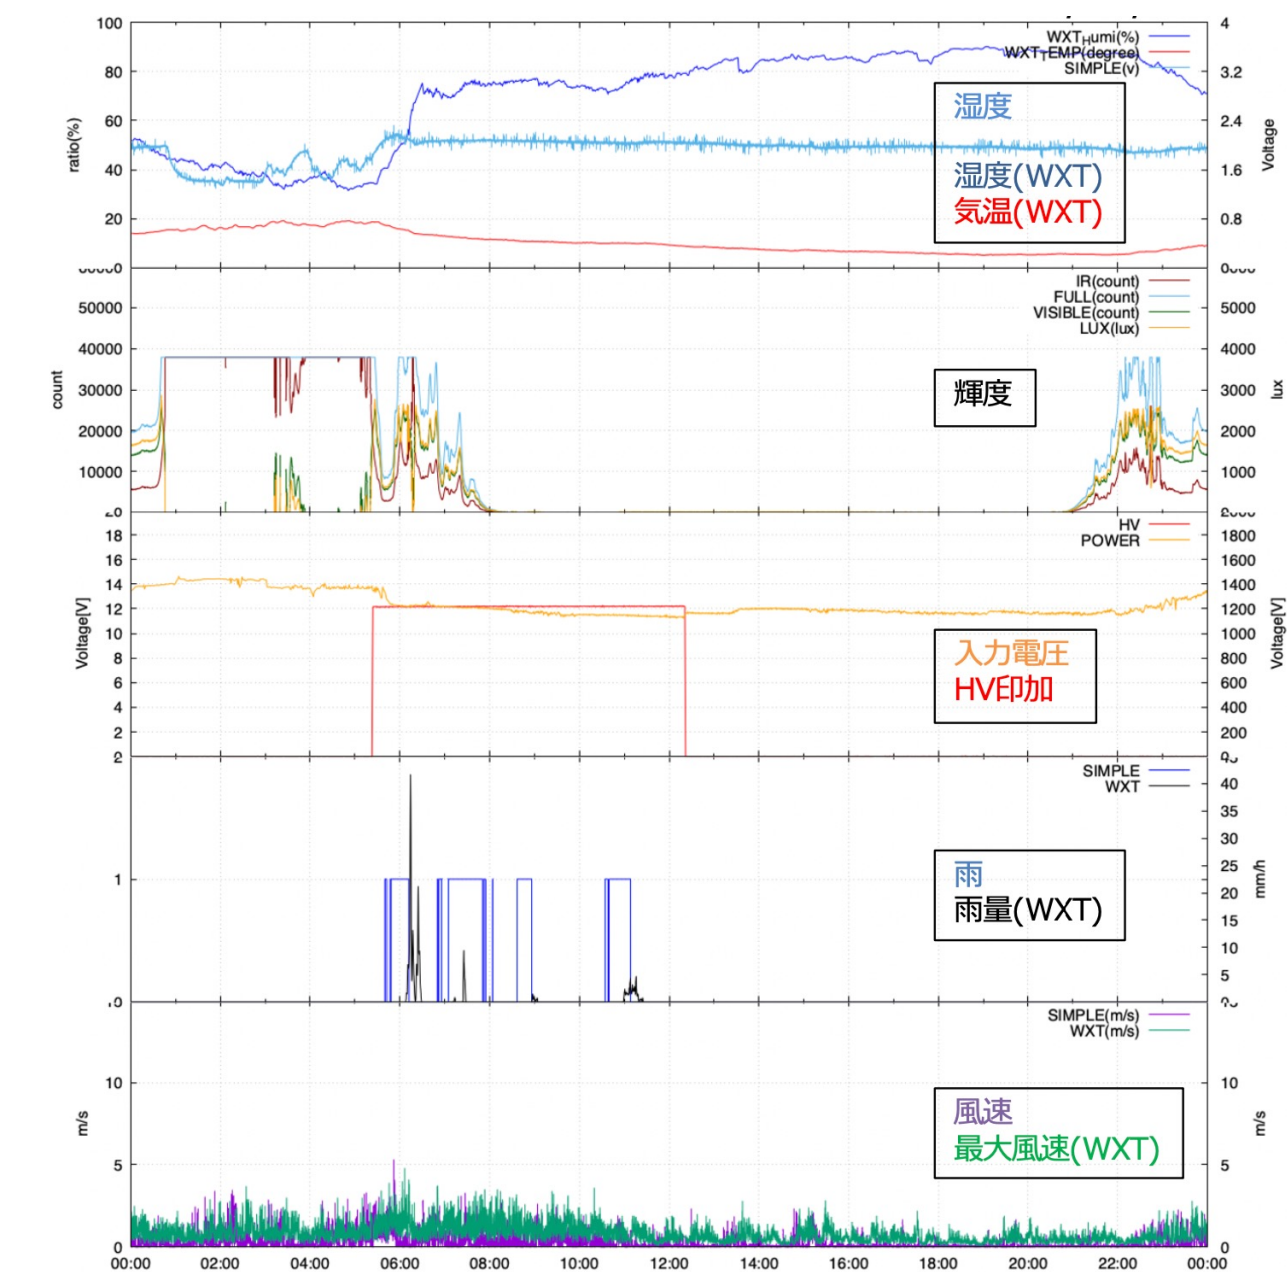 100
80
60
40
20
0
ratio(%)
4
3.2
2.4
1.6
0.8
Voltage
WXTHumi(%)
WXTTEMP(degree)
SIMPLE(v)
湿度
湿度(WXT)
気温(WXT)
50000
40000
30000
20000
10000
count
5000
4000
3000
2000
1000
lux
IR(count)
FULL(count)
VISIBLE(count)
LUX(lux)
輝度
18
16
14
12
10
8
6
4
2
Voltage[V]
1800
1600
1400
1200
1000
800
600
400
200
Voltage[V]
HV
POWER
入力電圧
HV印加
1
40
35
30
25
20
15
10
5
mm/h
SIMPLE
WXT
雨
雨量(WXT)
10
5
0
m/s
10
5
0
m/s
SIMPLE(m/s)
WXT(m/s)
風速
最大風速(WXT)
00:00 02:00 04:00 06:00 08:00 10:00 12:00 14:00 16:00 18:00 20:00 22:00 00:00